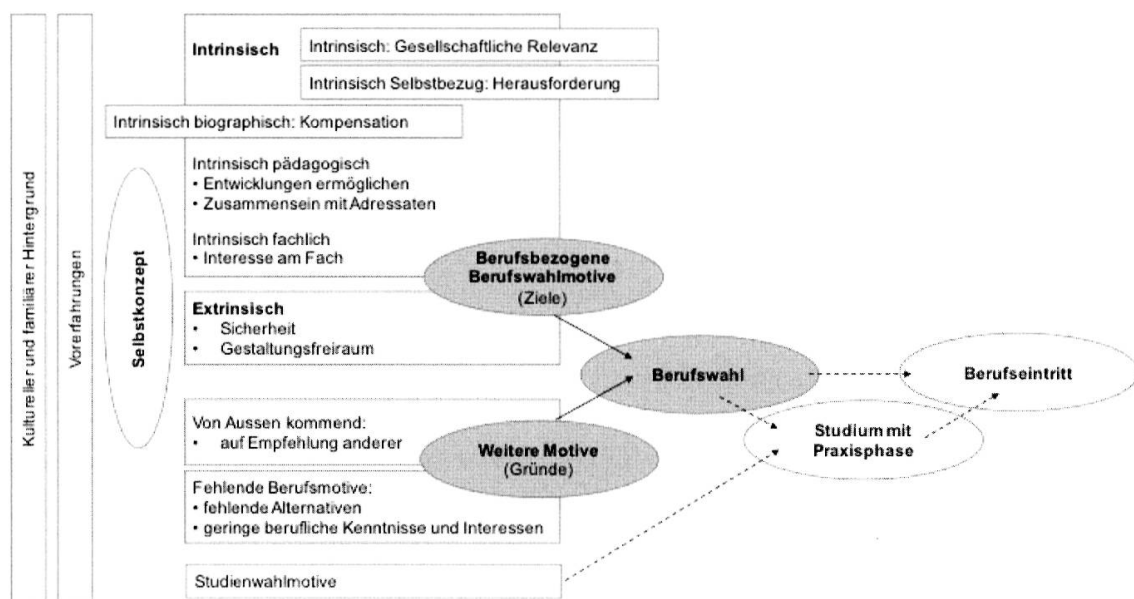 Kultureller und familiärer Hintergrund
Vorerfahrungen
Selbstkonzept
Intrinsisch
Intrinsisch: Gesellschaftliche Relevanz
Intrinsisch Selbstbezug: Herausforderung
Intrinsisch biographisch: Kompensation
Intrinsisch pädagogisch
• Entwicklungen ermöglichen
• Zusammensein mit Adressaten
Intrinsisch fachlich
• Interesse am Fach
Berufsbezogene
Berufswahlmotive
(Ziele)
Extrinsisch
• Sicherheit
• Gestaltungsfreiraum
Berufswahl
Berufseintritt
Von Aussen kommend:
• auf Empfehlung anderer
Weitere Motive
(Gründe)
Studium mit
Praxisphase
Fehlende Berufsmotive:
• fehlende Alternativen
• geringe berufliche Kenntnisse und Interessen
Studienwahlmotive